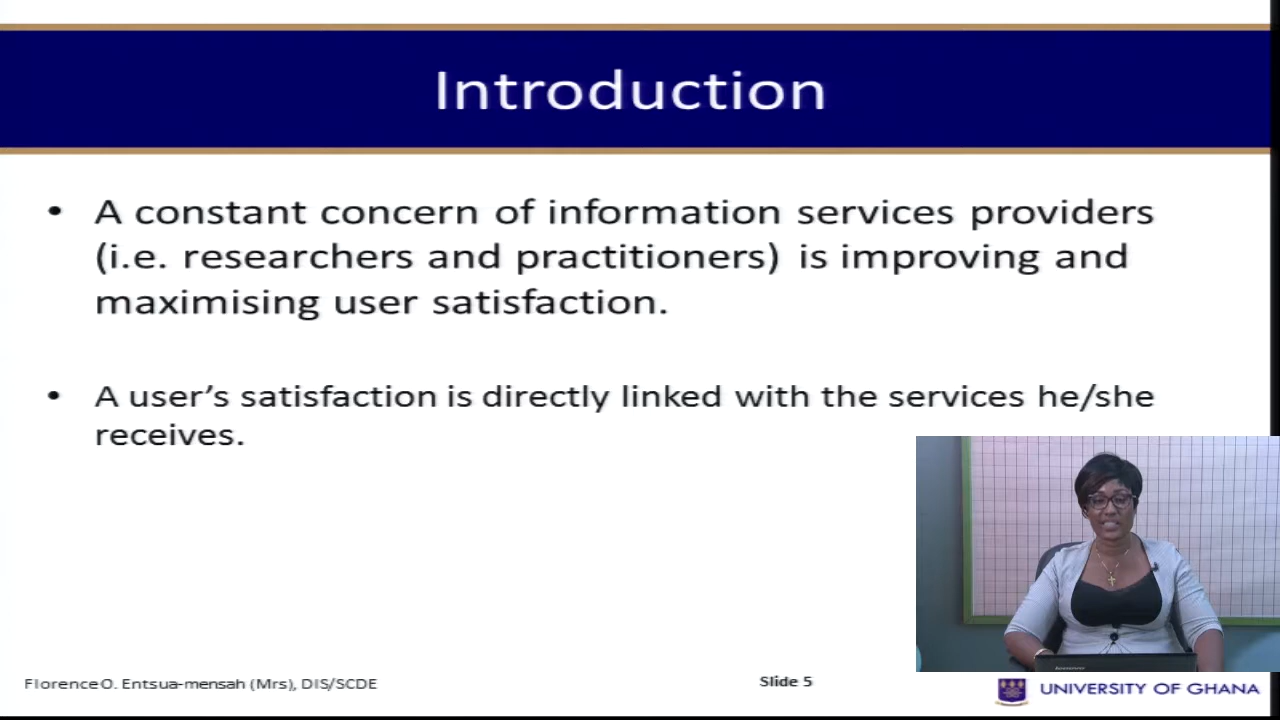 Introduction
• A constant concern of information services providers
(i.e. researchers and practitioners) is improving and
maximising user satisfaction.
• A user’s satisfaction is directly linked with the services he/she
receives.
Florence O. Entsua-mensah (Mrs), DIS/SCDE
Slide 5
UNIVERSITY OF GHANA